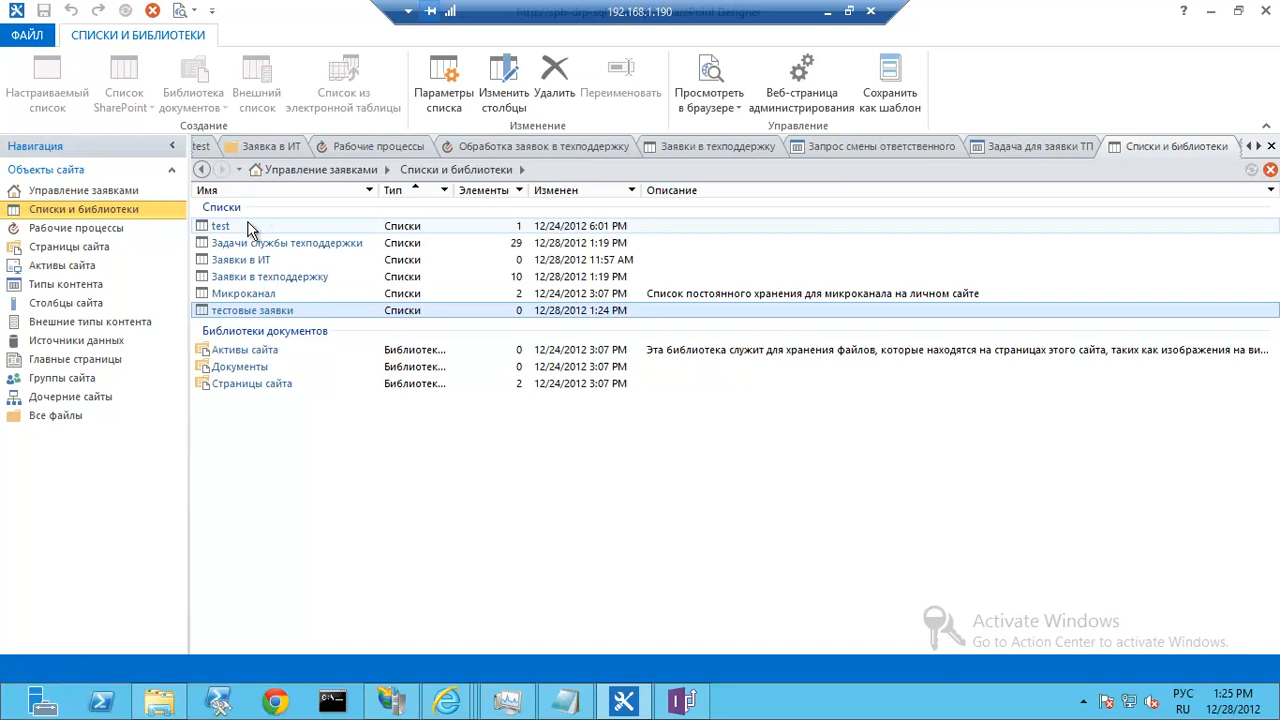 192.168.1.190
ФАЙЛ
СПИСКИ И БИБЛИОТЕКИ
Настраиваемый список
Список SharePoint
Библиотека документов
Внешний список
Список из электронной таблицы
Создание
Параметры списка
Изменить столбцы
Удалить
Переименовать
Изменение
Просмотреть в браузере
Веб-страница администрирования
Сохранить как шаблон
Управление
Навигация
test
Заявка в ИТ
Рабочие процессы
Обработка заявок в техподдержку
Заявки в техподдержку
Запрос смены ответственного
Задача для заявки ТП
Списки и библиотеки
Объекты сайта
Управление заявками
Списки и библиотеки
Рабочие процессы
Страницы сайта
Активы сайта
Типы контента
Столбцы сайта
Внешние типы контента
Источники данных
Главные страницы
Группы сайта
Дочерние сайты
Все файлы
Управление заявками
Списки и библиотеки
Имя Тип Элементы Изменен Описание
Списки
test Списки 1 12/24/2012 6:01 PM
Задачи службы техподдержки Списки 29 12/28/2012 1:19 PM
Заявки в ИТ Списки 0 12/28/2012 11:57 AM
Заявки в техподдержку Списки 10 12/28/2012 1:19 PM
Микроканал Списки 2 12/24/2012 3:07 PM Список постоянного хранения для микроканала на личном сайте
тестовые заявки Списки 0 12/28/2012 1:24 PM
Библиотеки документов
Активы сайта Библиотек... 0 12/24/2012 3:07 PM Эта библиотека служит для хранения файлов, которые находятся на страницах этого сайта, таких как изображения на ви...
Документы Библиотек... 0 12/24/2012 3:07 PM
Страницы сайта Библиотек... 2 12/24/2012 3:07 PM
Activate Windows
Go to Action Center to activate Windows.
РУС
RU
1:25 PM
12/28/2012